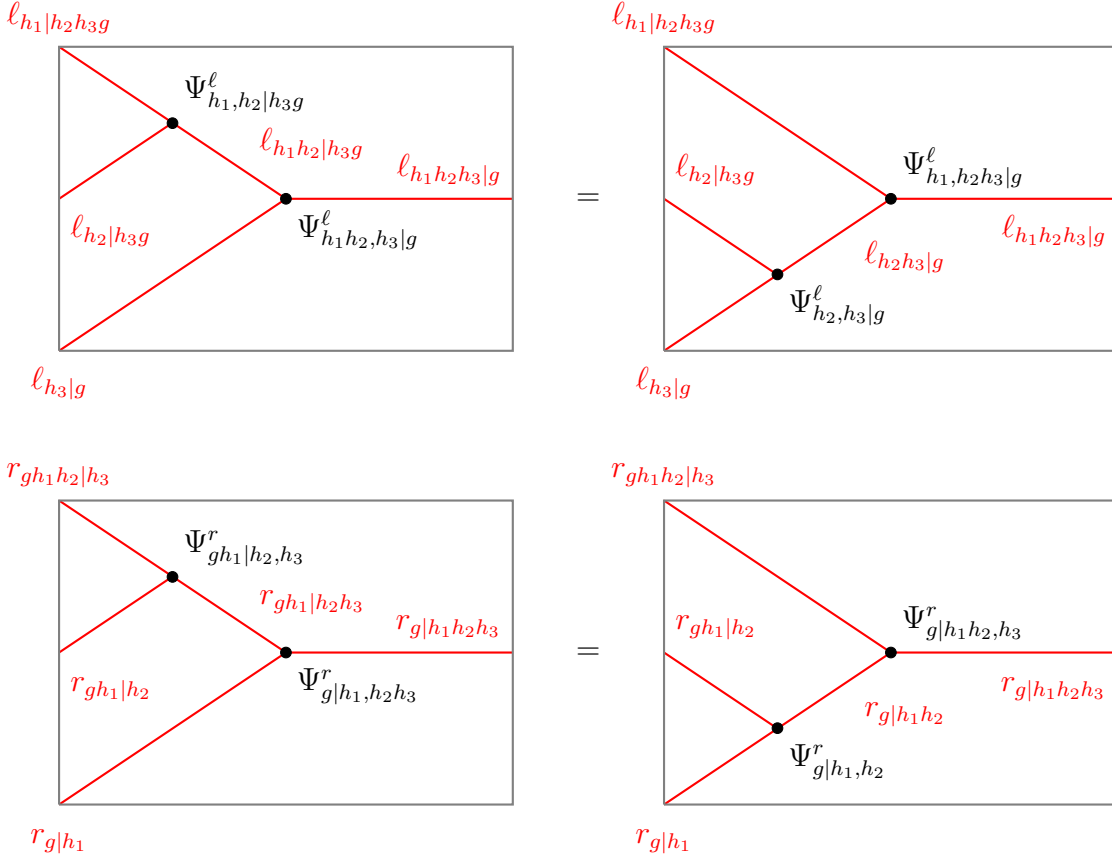 ℓ_{h_1|h_2h_3g}
Ψ^ℓ_{h_1,h_2|h_3g}
ℓ_{h_1h_2|h_3g}
ℓ_{h_1h_2h_3|g}
ℓ_{h_2|h_3g}
Ψ^ℓ_{h_1h_2,h_3|g}
ℓ_{h_3|g}
=
ℓ_{h_1|h_2h_3g}
ℓ_{h_2|h_3g}
Ψ^ℓ_{h_1,h_2h_3|g}
ℓ_{h_1h_2h_3|g}
ℓ_{h_2h_3|g}
Ψ^ℓ_{h_2,h_3|g}
ℓ_{h_3|g}
r_{gh_1h_2|h_3}
Ψ^r_{gh_1|h_2,h_3}
r_{gh_1|h_2h_3}
r_{g|h_1h_2h_3}
r_{gh_1|h_2}
Ψ^r_{g|h_1,h_2h_3}
r_{g|h_1}
=
r_{gh_1h_2|h_3}
r_{gh_1|h_2}
Ψ^r_{g|h_1h_2,h_3}
r_{g|h_1h_2h_3}
r_{g|h_1h_2}
Ψ^r_{g|h_1,h_2}
r_{g|h_1}